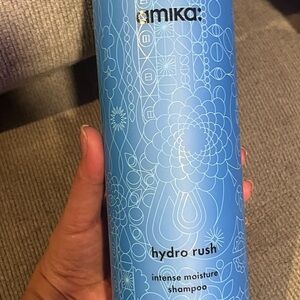 amika:
hydro rush
intense moisture
shampoo